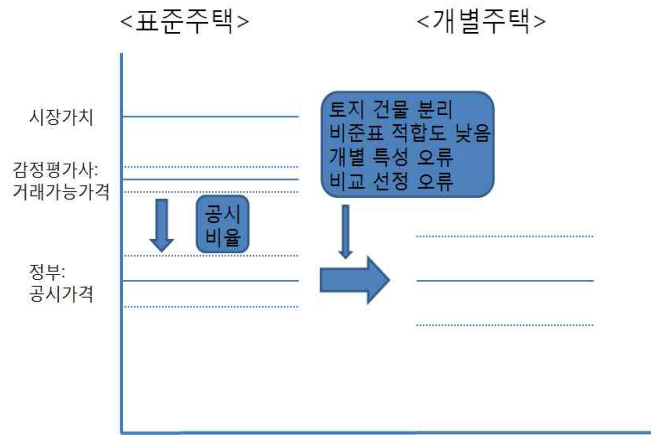 <표준주택>
<개별주택>
시장가치
감정평가사:
거래가능가격
정부:
공시가격
공시
비율
토지 건물 분리
비준표 적합도 낮음
개별 특성 오류
비교 선정 오류